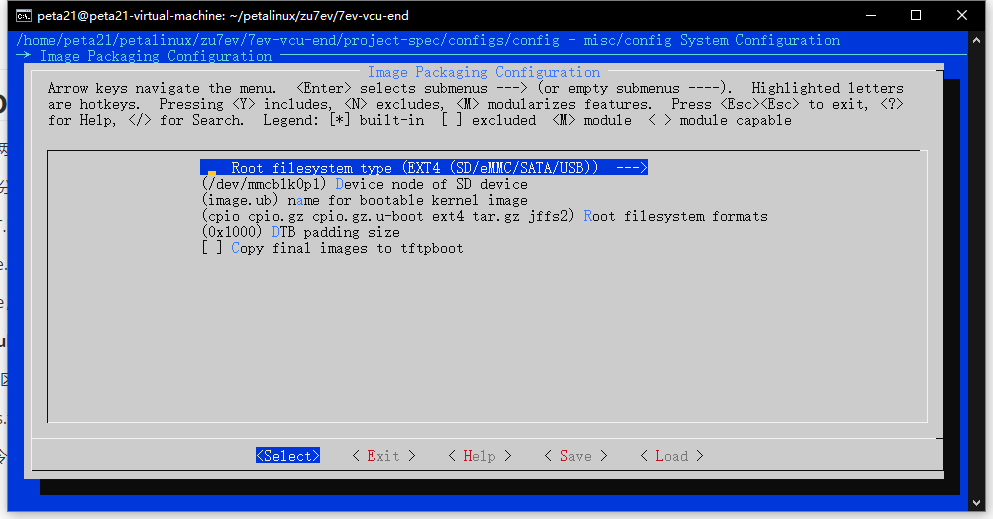 peta21@peta21-virtual-machine: ~/petalinux/zu7ev/7ev-vcu-end
/home/peta21/petalinux/zu7ev/7ev-vcu-end/project-spec/configs/config - misc/config System Configuration
→ Image Packaging Configuration
Image Packaging Configuration
Arrow keys navigate the menu.  <Enter> selects submenus ---> (or empty submenus ----).  Highlighted letters
are hotkeys.  Pressing <Y> includes, <N> excludes, <M> modularizes features.  Press <Esc><Esc> to exit, <?>
for Help, </> for Search.  Legend: [*] built-in  [ ] excluded  <M> module  < > module capable
Root filesystem type (EXT4 (SD/eMMC/SATA/USB))  --->
(/dev/mmcblk0p1) Device node of SD device
(image.ub) name for bootable kernel image
(cpio cpio.gz cpio.gz.u-boot ext4 tar.gz jffs2) Root filesystem formats
(0x1000) DTB padding size
[ ] Copy final images to tftpboot
<Select>    < Exit >    < Help >    < Save >    < Load >